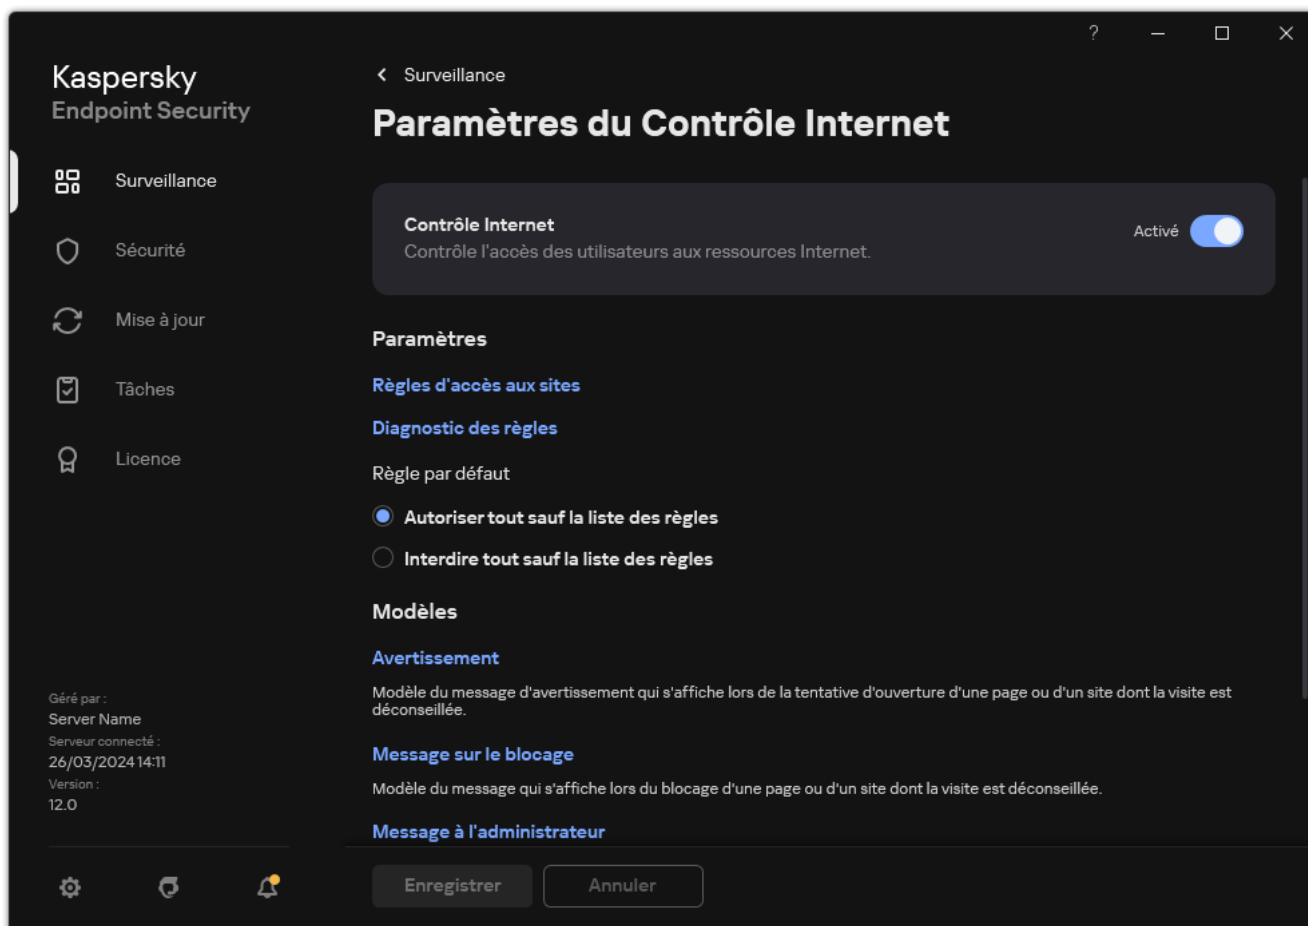 ?
Kaspersky
Endpoint Security
Surveillance
Sécurité
Mise à jour
Tâches
Licence
Géré par :
Server Name
Serveur connecté :
26/03/2024 14:11
Version :
12.0
Surveillance
Paramètres du Contrôle Internet
Contrôle Internet
Contrôle l'accès des utilisateurs aux ressources Internet.
Activé
Paramètres
Règles d'accès aux sites
Diagnostic des règles
Règle par défaut
Autoriser tout sauf la liste des règles
Interdire tout sauf la liste des règles
Modèles
Avertissement
Modèle du message d'avertissement qui s'affiche lors de la tentative d'ouverture d'une page ou d'un site dont la visite est
déconseillée.
Message sur le blocage
Modèle du message qui s'affiche lors du blocage d'une page ou d'un site dont la visite est déconseillée.
Message à l'administrateur
Enregistrer
Annuler